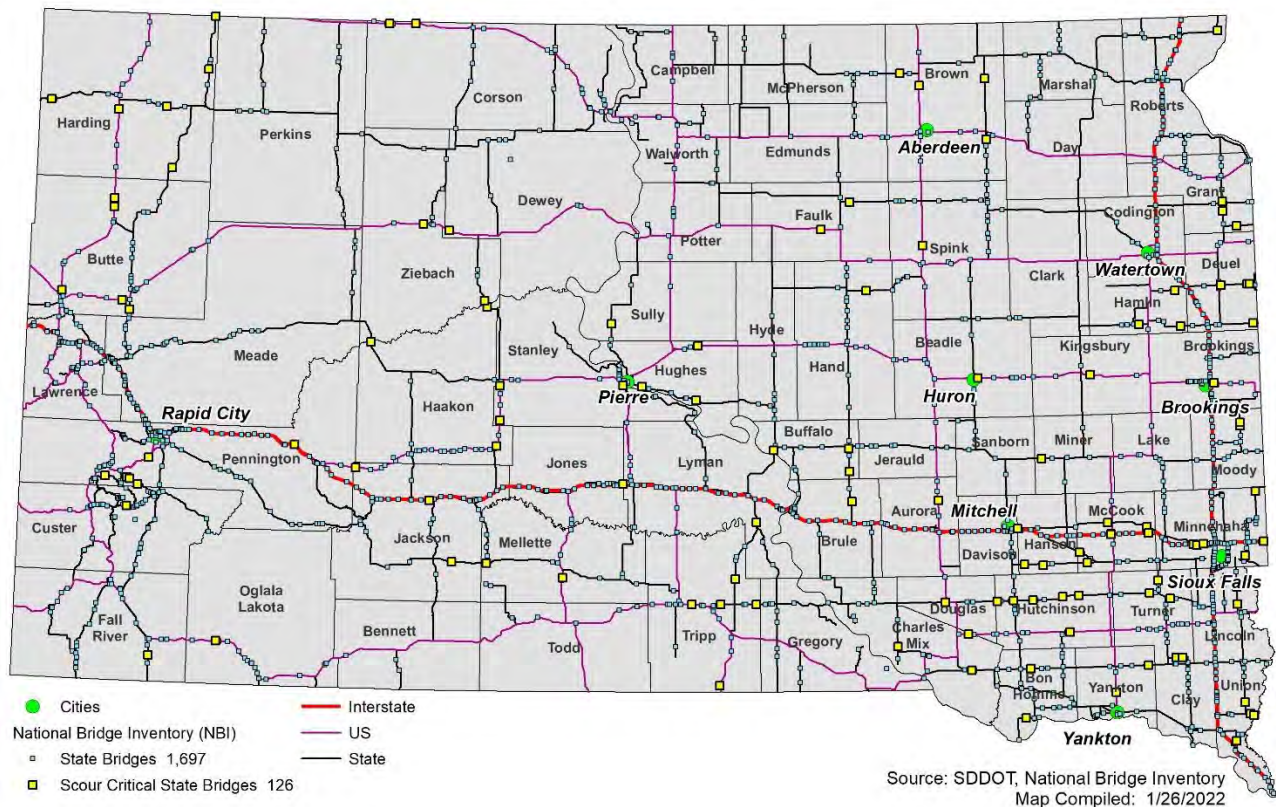 Campbell
McPherson
Brown
Marshal
Roberts
Harding
Perkins
Corson
Walworth
Edmunds
Aberdeen
Day
Grant
Dewey
Potter
Faulk
Spink
Codington
Watertown
Clark
Deuel
Hamlin
Butte
Ziebach
Sully
Hyde
Hand
Beadle
Kingsbury
Brookings
Meade
Stanley
Hughes
Pierre
Huron
Brookings
Lawrence
Rapid City
Haakon
Pennington
Jones
Lyman
Buffalo
Jerauld
Sanborn
Miner
Lake
Moody
Custer
Jackson
Mellette
Brule
Aurora
Mitchell
Davison
Hanson
McCook
Minnehaha
Sioux Falls
Fall
River
Oglala
Lakota
Bennett
Todd
Tripp
Gregory
Charles
Mix
Douglas
Hutchinson
Turner
Lincoln
Bon
Homme
Yankton
Clay
Union
Yankton
Cities
National Bridge Inventory (NBI)
State Bridges 1,697
Scour Critical State Bridges 126
Interstate
US
State
Source: SDDOT, National Bridge Inventory
Map Compiled: 1/26/2022